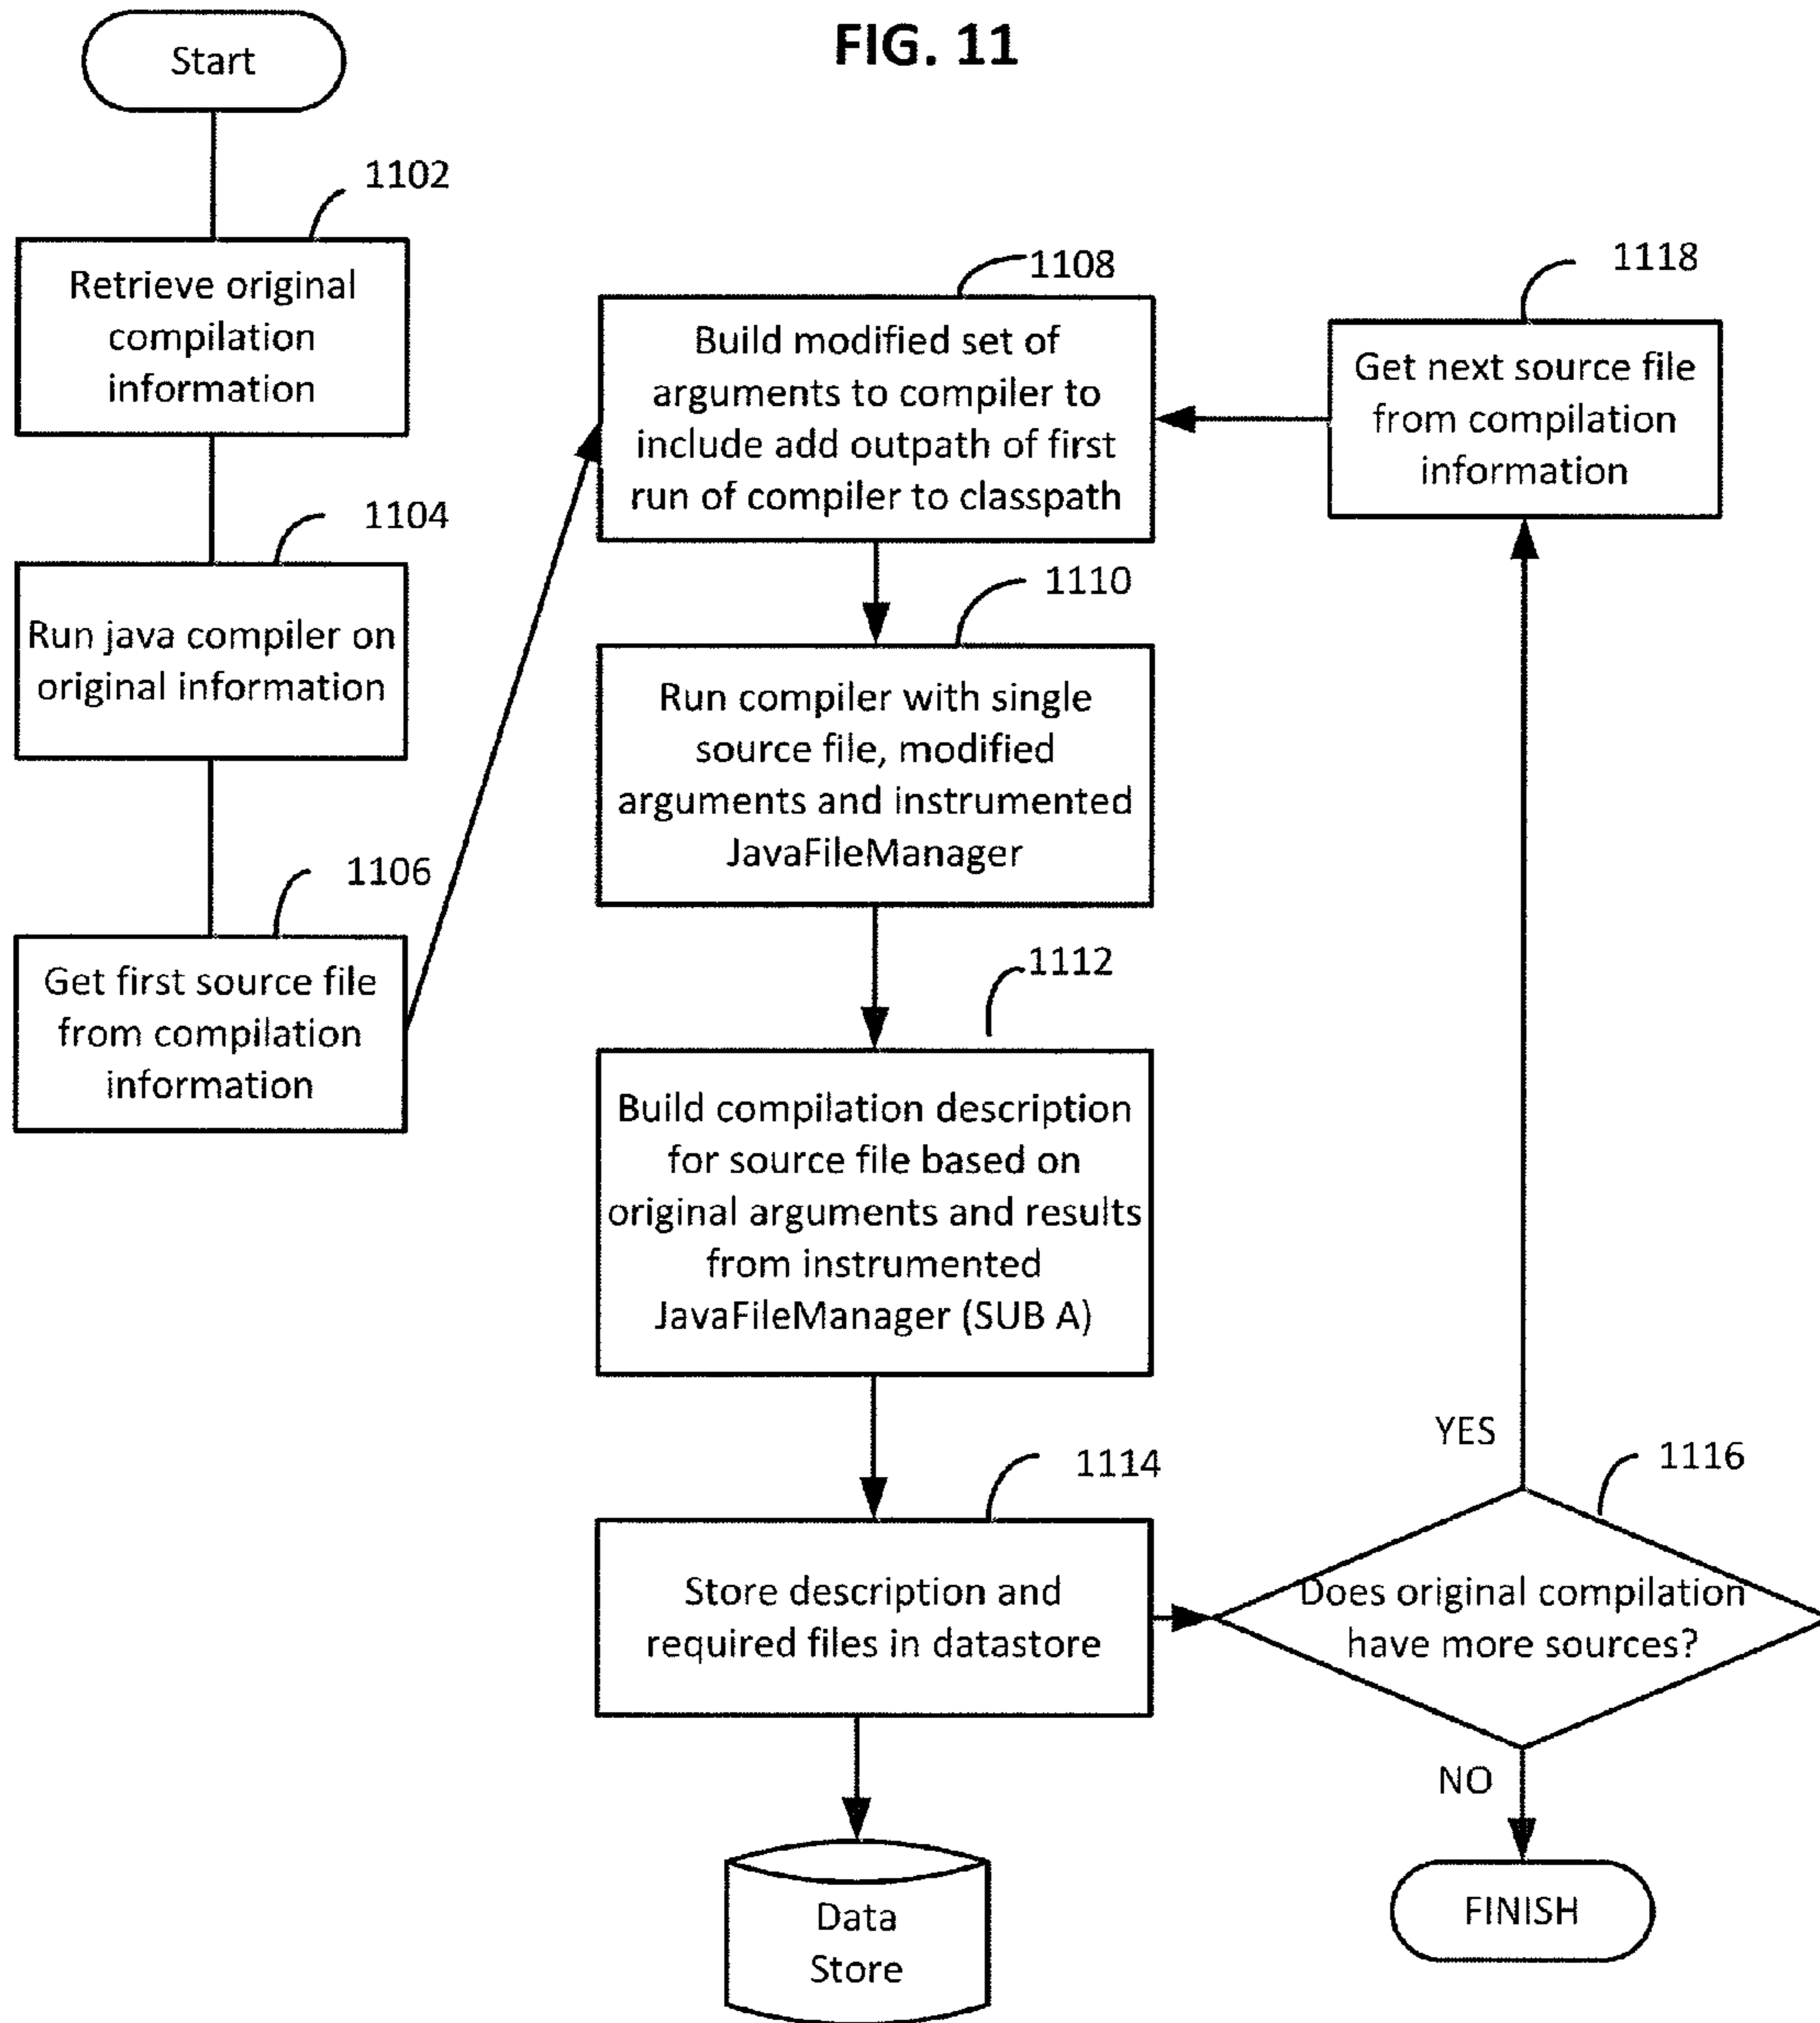 FIG. 11
Start
1102
Retrieve original
compilation
information
1104
Run java compiler on
original information
1106
Get first source file
from compilation
information
1108
Build modified set of
arguments to compiler to
include add outpath of first
run of compiler to classpath
1110
Run compiler with single
source file, modified
arguments and instrumented
JavaFileManager
1112
Build compilation description
for source file based on
original arguments and results
from instrumented
JavaFileManager (SUB A)
1114
Store description and
required files in datastore
Data
Store
1118
Get next source file
from compilation
information
YES
1116
Does original compilation
have more sources?
NO
FINISH